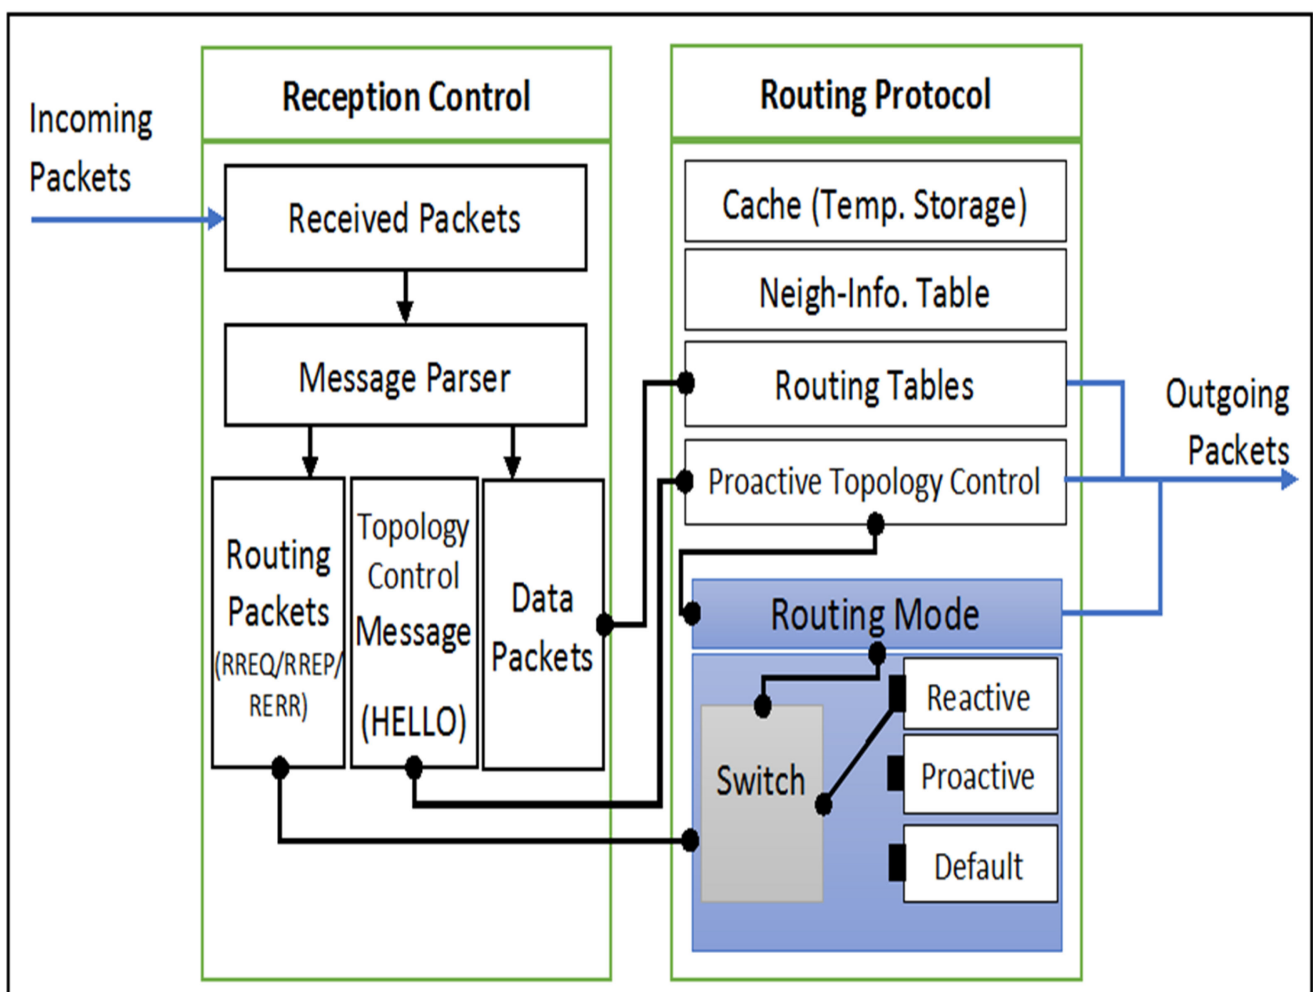 Reception Control
Routing Protocol
Incoming
Packets
Received Packets
Message Parser
Routing
Packets
(RREQ/RREP/
RERR)
Topology
Control
Message
(HELLO)
Data
Packets
Cache (Temp. Storage)
Neigh-Info. Table
Routing Tables
Proactive Topology Control
Routing Mode
Switch
Reactive
Proactive
Default
Outgoing
Packets